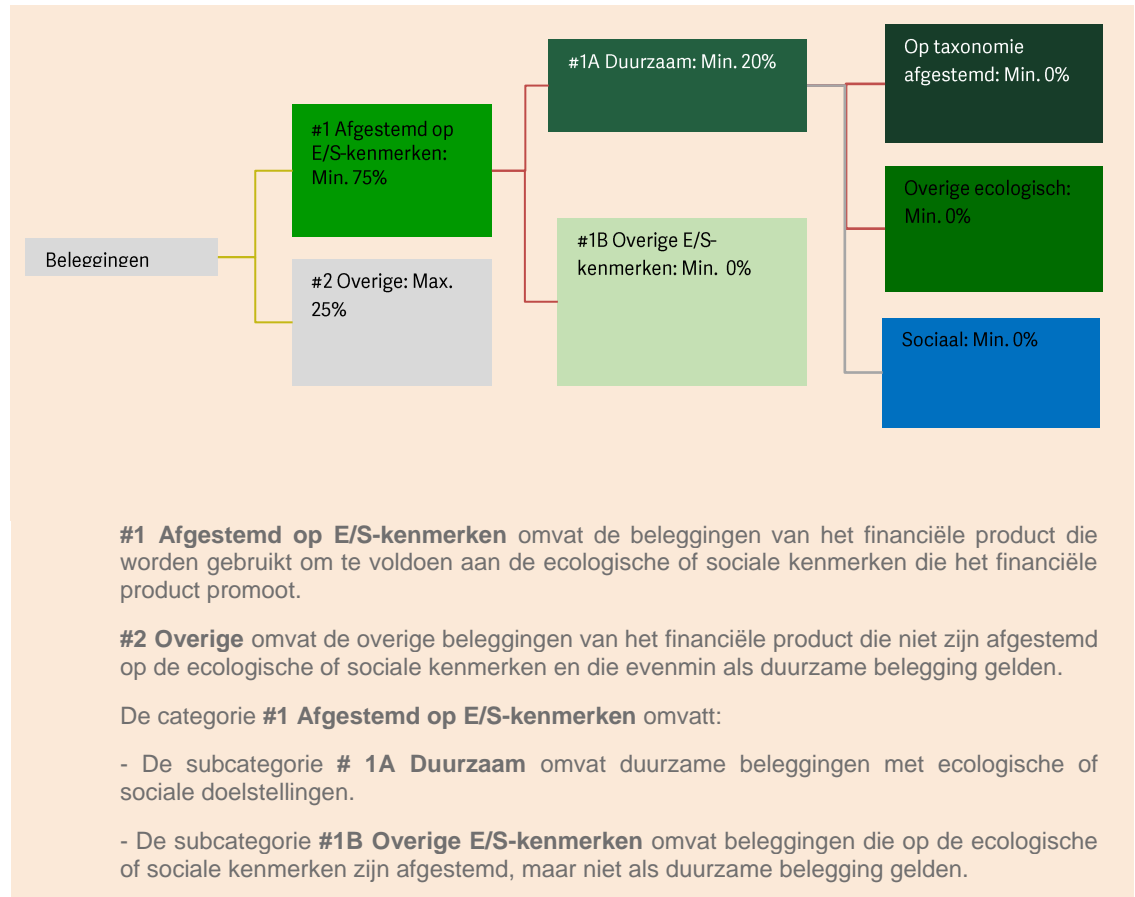 Beleggingen
#1 Afgestemd op
E/S-kenmerken:
Min. 75%
#2 Overige: Max.
25%
#1A Duurzaam: Min. 20%
#1B Overige E/S-
kenmerken: Min. 0%
Op taxonomie
afgestemd: Min. 0%
Overige ecologisch:
Min. 0%
Sociaal: Min. 0%
#1 Afgestemd op E/S-kenmerken omvat de beleggingen van het financiële product die
worden gebruikt om te voldoen aan de ecologische of sociale kenmerken die het financiële
product promoot.
#2 Overige omvat de overige beleggingen van het financiële product die niet zijn afgestemd
op de ecologische of sociale kenmerken en die evenmin als duurzame belegging gelden.
De categorie #1 Afgestemd op E/S-kenmerken omvatt:
- De subcategorie # 1A Duurzaam omvat duurzame beleggingen met ecologische of
sociale doelstellingen.
- De subcategorie #1B Overige E/S-kenmerken omvat beleggingen die op de ecologische
of sociale kenmerken zijn afgestemd, maar niet als duurzame belegging gelden.